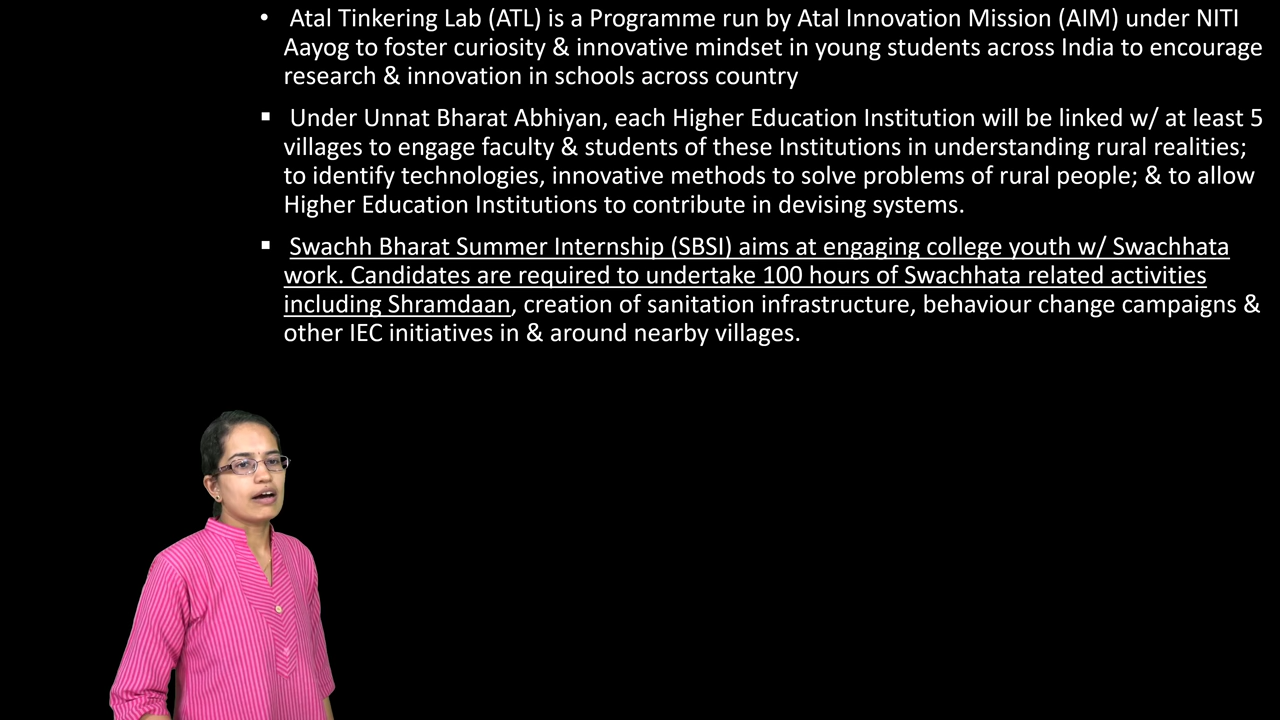 • Atal Tinkering Lab (ATL) is a Programme run by Atal Innovation Mission (AIM) under NITI
Aayog to foster curiosity & innovative mindset in young students across India to encourage
research & innovation in schools across country
▪ Under Unnat Bharat Abhiyan, each Higher Education Institution will be linked w/ at least 5
villages to engage faculty & students of these Institutions in understanding rural realities;
to identify technologies, innovative methods to solve problems of rural people; & to allow
Higher Education Institutions to contribute in devising systems.
▪ Swachh Bharat Summer Internship (SBSI) aims at engaging college youth w/ Swachhata
work. Candidates are required to undertake 100 hours of Swachhata related activities
including Shramdaan, creation of sanitation infrastructure, behaviour change campaigns &
other IEC initiatives in & around nearby villages.